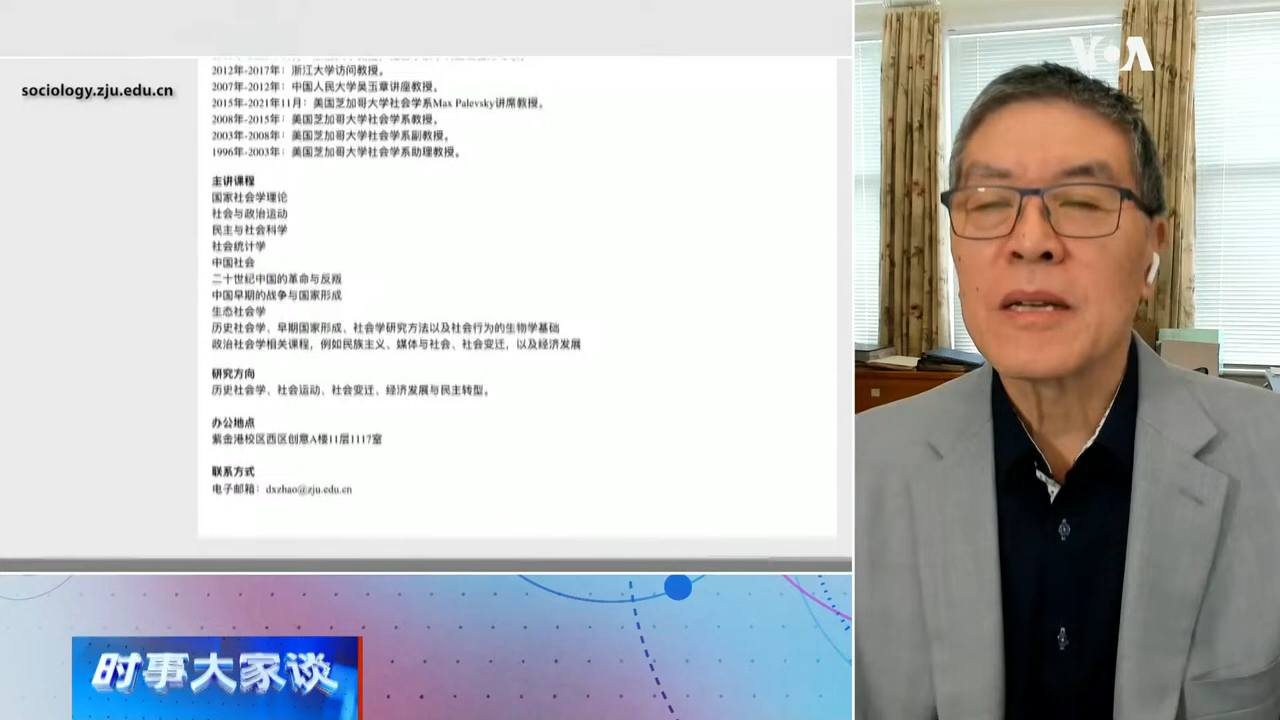 sociology.zju.edu.cn
2012年-2017年：浙江大学访问教授。
2007年-2012年：中国人民大学吴玉章讲座教授。
2015年-2021年11月：美国芝加哥大学社会学系Max Palevsky讲席教授。
2008年-2015年：美国芝加哥大学社会学系教授。
2003年-2008年：美国芝加哥大学社会学系副教授。
1996年-2003年：美国芝加哥大学社会学系助理教授。
主讲课程
国家社会学理论
社会与政治运动
民主与社会科学
社会统计学
中国社会
二十世纪中国的革命与反叛
中国早期的战争与国家形成
生态社会学
历史社会学、早期国家形成、社会学研究方法以及社会行为的生物学基础
政治社会学相关课程，例如民族主义、媒体与社会、社会变迁，以及经济发展
研究方向
历史社会学、社会运动、社会变迁、经济发展与民主转型。
办公地点
紫金港校区西区创意A楼11层1117室
联系方式
电子邮箱：dxzhao@zju.edu.cn
时事大家谈
VOA